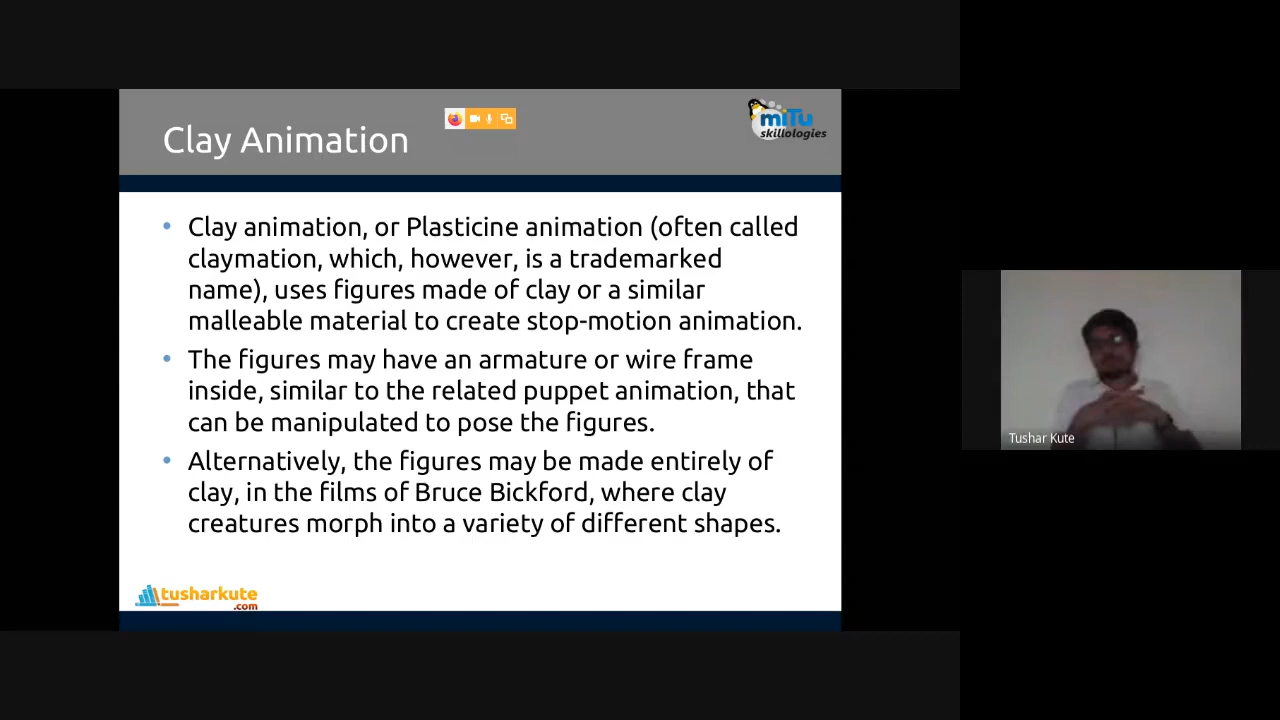 Clay Animation
miTu
skillologies
• Clay animation, or Plasticine animation (often called
claymation, which, however, is a trademarked
name), uses figures made of clay or a similar
malleable material to create stop-motion animation.
• The figures may have an armature or wire frame
inside, similar to the related puppet animation, that
can be manipulated to pose the figures.
• Alternatively, the figures may be made entirely of
clay, in the films of Bruce Bickford, where clay
creatures morph into a variety of different shapes.
tusharkute
.com
Tushar Kute